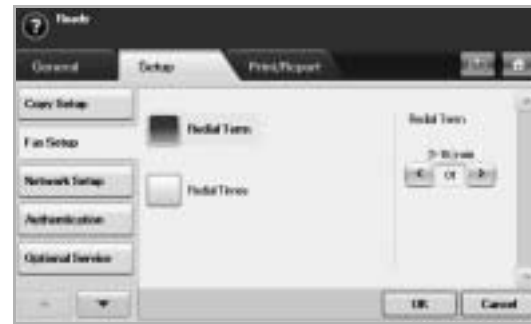 ?
Ready
General Setup Print/Report
Copy Setup
Fax Setup
Network Setup
Authentication
Optional Service
Redial Term
Redial Times
Redial Term
01
OK Cancel